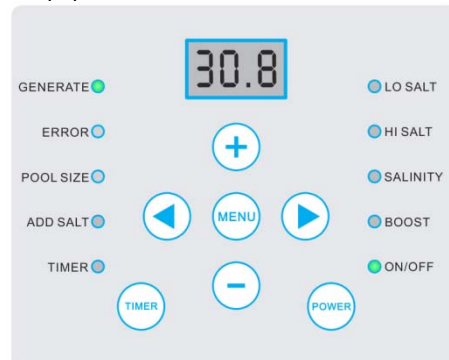 30.8
GENERATE
LO SALT
ERROR
HI SALT
+
POOL SIZE
SALINITY
MENU
ADD SALT
BOOST
TIMER
ON/OFF
−
TIMER
POWER